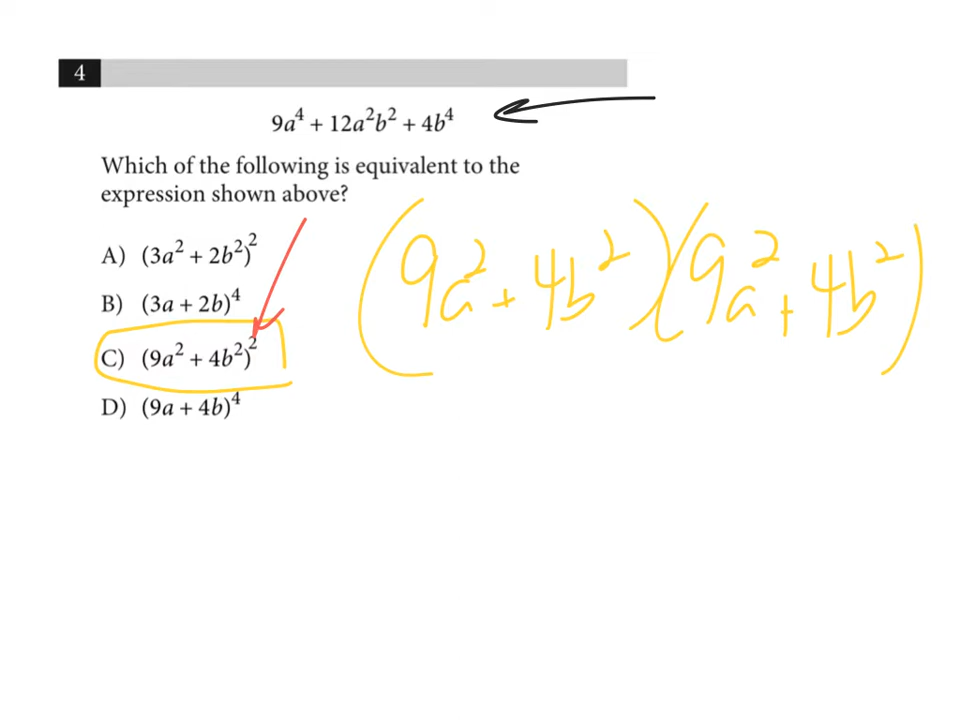 4
9a⁴ + 12a²b² + 4b⁴
Which of the following is equivalent to the
expression shown above?
A) (3a² + 2b²)²
B) (3a + 2b)⁴
C) (9a² + 4b²)²
D) (9a + 4b)⁴
(9a² + 4b²)(9a² + 4b²)